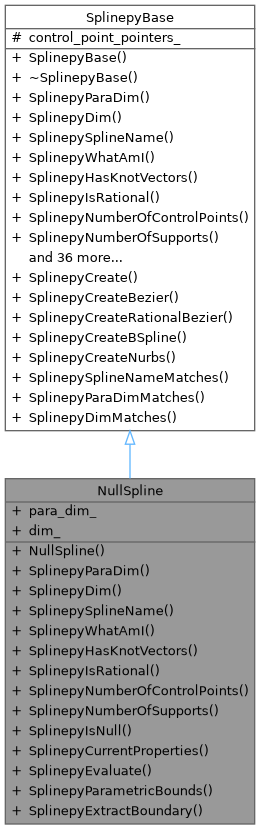 SplinepyBase
# control_point_pointers_
+ SplinepyBase()
+ ~SplinepyBase()
+ SplinepyParaDim()
+ SplinepyDim()
+ SplinepySplineName()
+ SplinepyWhatAmI()
+ SplinepyHasKnotVectors()
+ SplinepyIsRational()
+ SplinepyNumberOfControlPoints()
+ SplinepyNumberOfSupports()
and 36 more...
+ SplinepyCreate()
+ SplinepyCreateBezier()
+ SplinepyCreateRationalBezier()
+ SplinepyCreateBSpline()
+ SplinepyCreateNurbs()
+ SplinepySplineNameMatches()
+ SplinepyParaDimMatches()
+ SplinepyDimMatches()
NullSpline
+ para_dim_
+ dim_
+ NullSpline()
+ SplinepyParaDim()
+ SplinepyDim()
+ SplinepySplineName()
+ SplinepyWhatAmI()
+ SplinepyHasKnotVectors()
+ SplinepyIsRational()
+ SplinepyNumberOfControlPoints()
+ SplinepyNumberOfSupports()
+ SplinepyIsNull()
+ SplinepyCurrentProperties()
+ SplinepyEvaluate()
+ SplinepyParametricBounds()
+ SplinepyExtractBoundary()